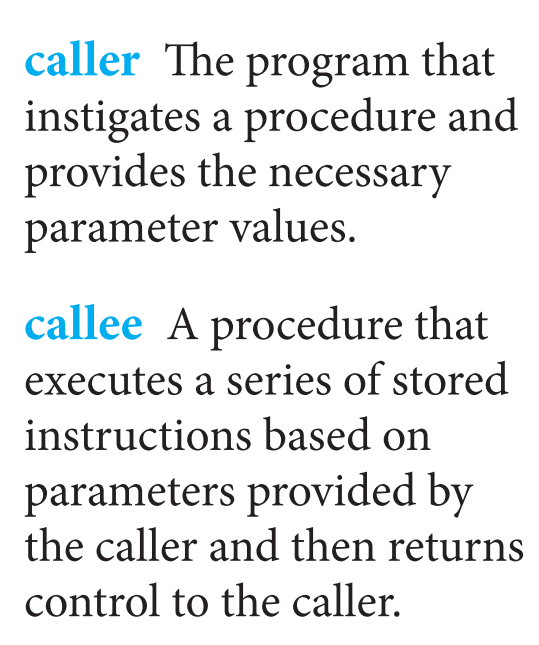 caller The program that
instigates a procedure and
provides the necessary
parameter values.
callee A procedure that
executes a series of stored
instructions based on
parameters provided by
the caller and then returns
control to the caller.